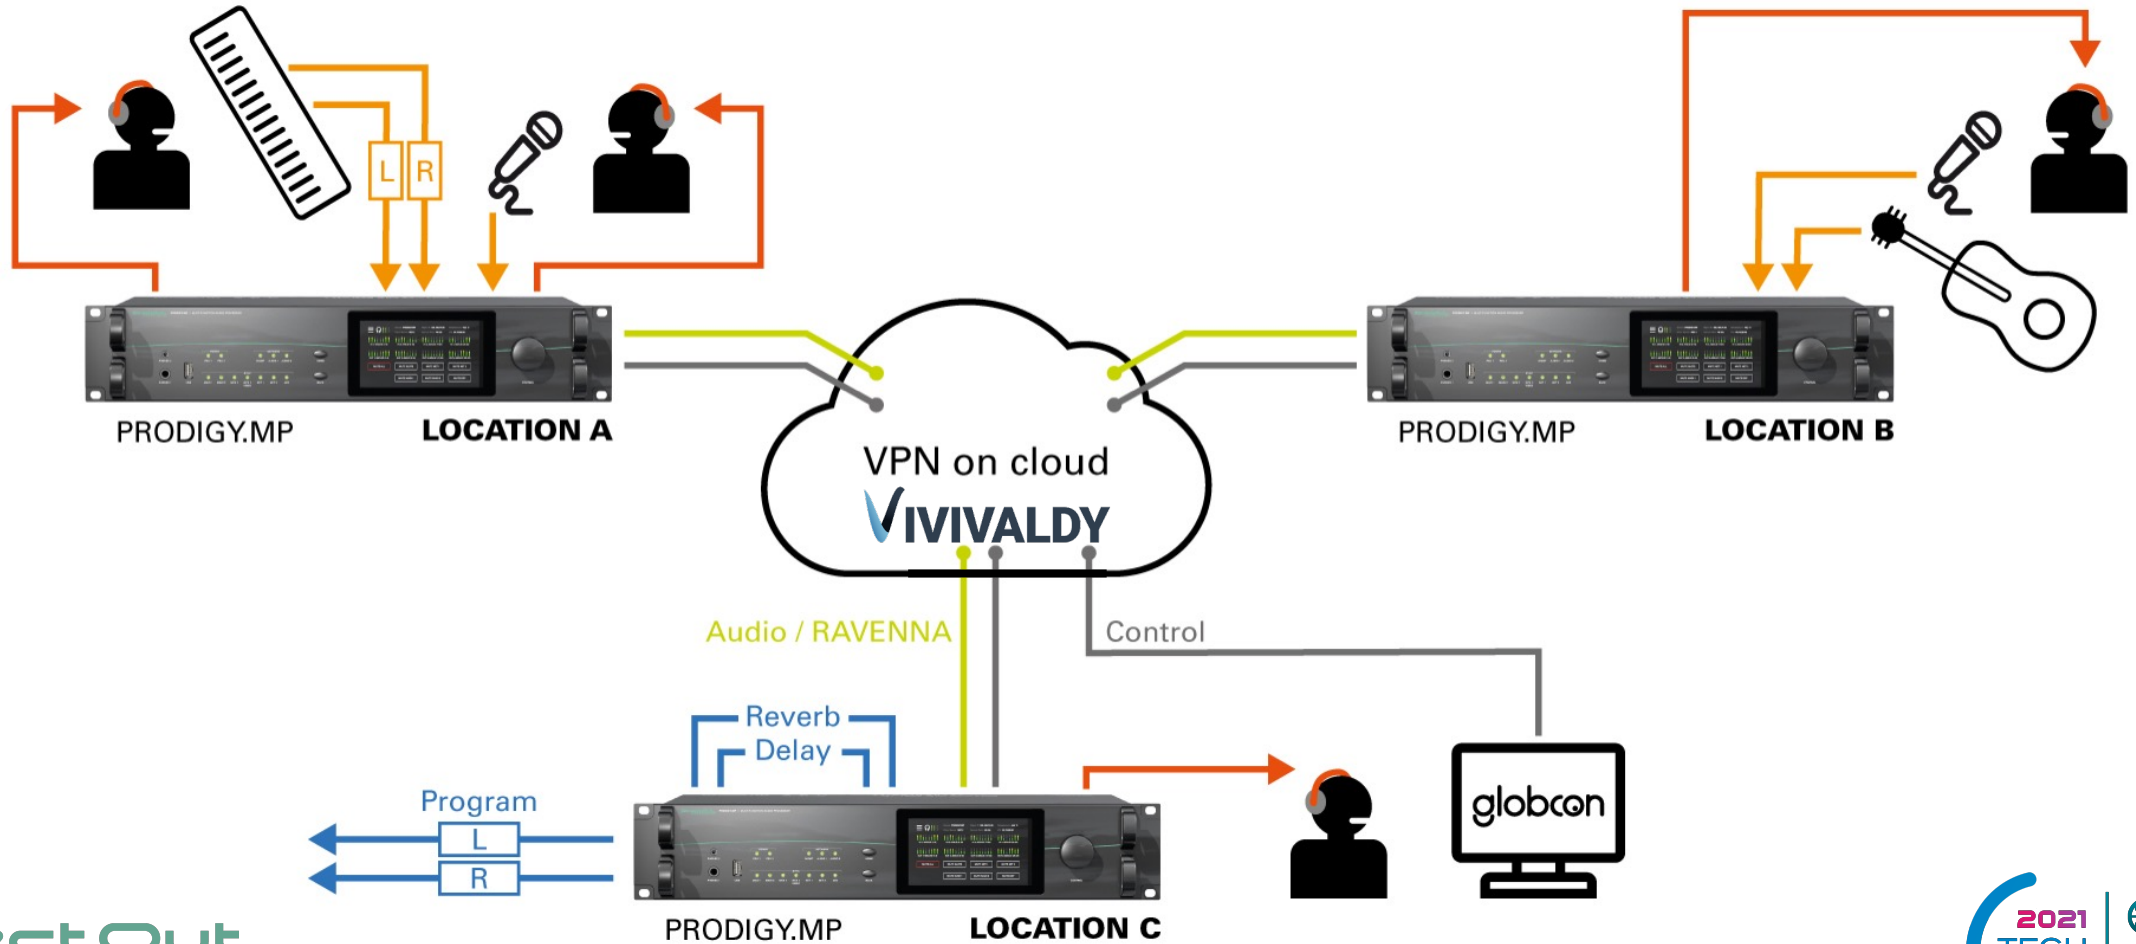 L
R
PRODIGY.MP
LOCATION A
PRODIGY.MP
LOCATION B
VPN on cloud
VIVIVALDY
Audio / RAVENNA
Control
Reverb
Delay
Program
L
R
globcon
PRODIGY.MP
LOCATION C
2021
TECH